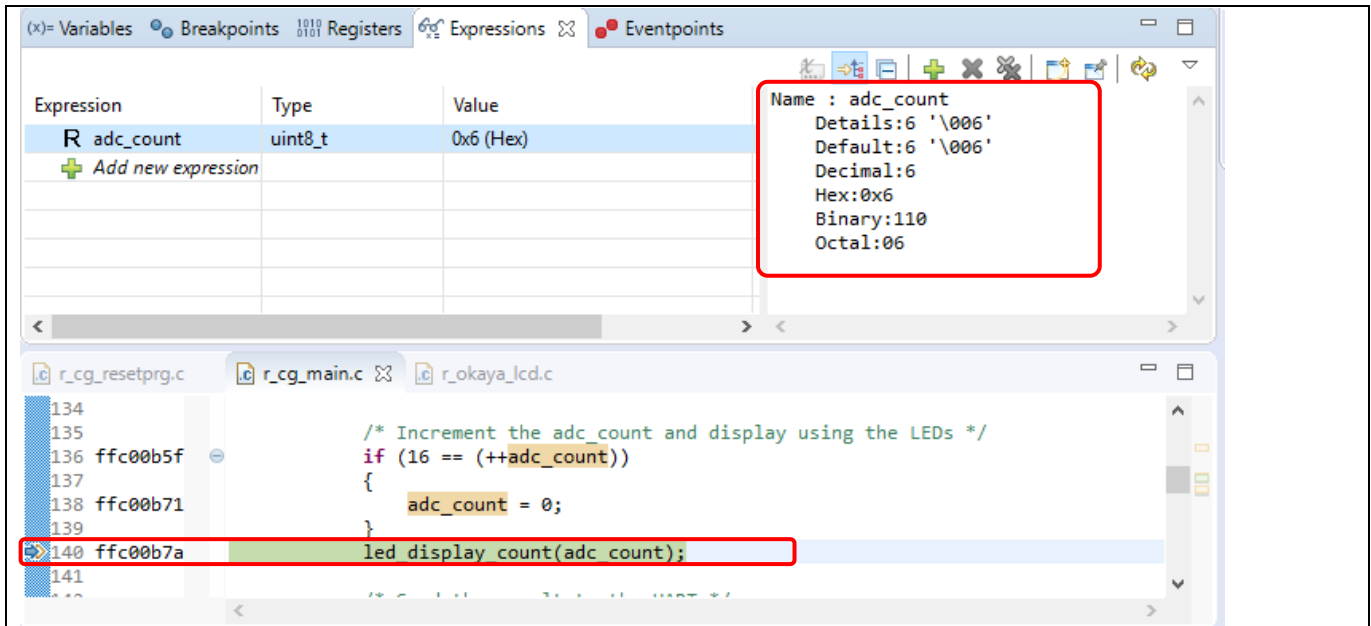 (x)= Variables Breakpoints 1010 0101 Registers Expressions Eventpoints
Expression Type Value
R adc_count uint8_t 0x6 (Hex)
Add new expression
Name : adc_count
Details:6 '\006'
Default:6 '\006'
Decimal:6
Hex:0x6
Binary:110
Octal:06
r_cg_resetprg.c r_cg_main.c r_okaya_lcd.c
134
135 /* Increment the adc_count and display using the LEDs */
136 ffc00b5f if (16 == (++adc_count))
137 {
138 ffc00b71 adc_count = 0;
139 }
140 ffc00b7a led_display_count(adc_count);
141